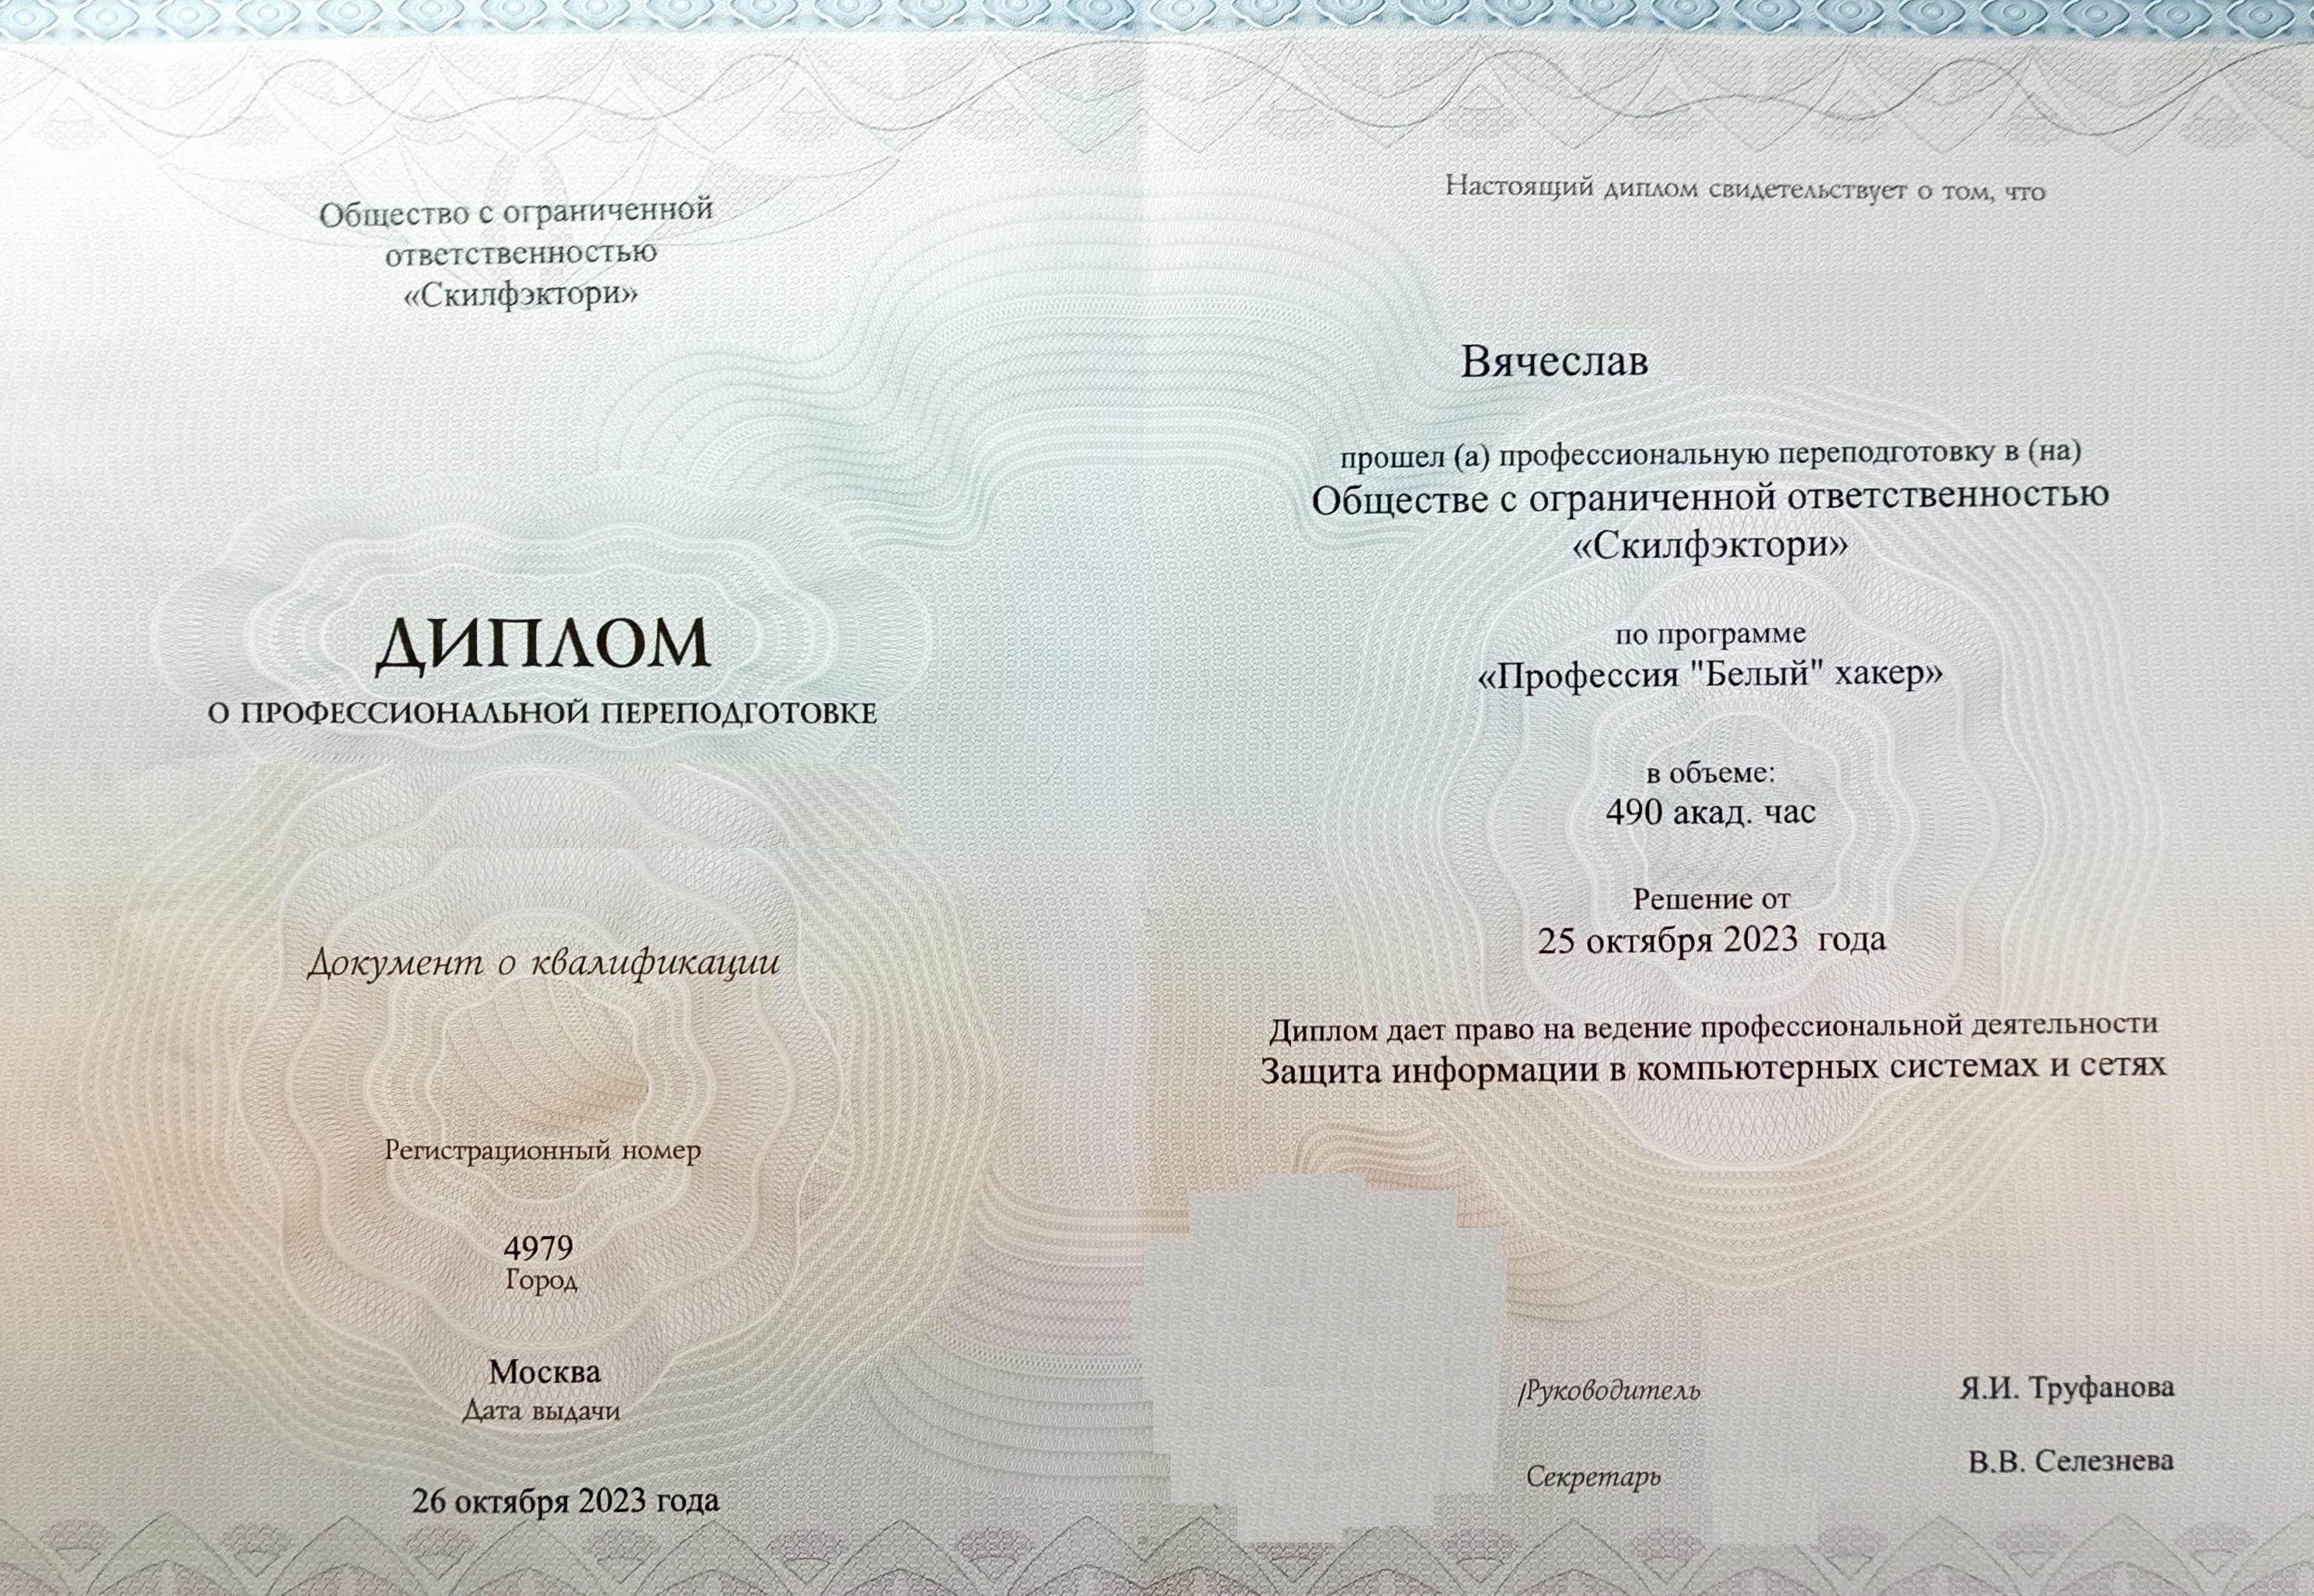 Общество с ограниченной
ответственностью
«Скилфэктори»
ДИПЛОМ
О ПРОФЕССИОНАЛЬНОЙ ПЕРЕПОДГОТОВКЕ
Документ о квалификации
Регистрационный номер
4979
Город
Москва
Дата выдачи
26 октября 2023 года
Настоящий диплом свидетельствует о том, что
Вячеслав
прошел (а) профессиональную переподготовку в (на)
Обществе с ограниченной ответственностью
«Скилфэктори»
по программе
«Профессия "Белый" хакер»
в объеме:
490 акад. час
Решение от
25 октября 2023 года
Диплом дает право на ведение профессиональной деятельности
Защита информации в компьютерных системах и сетях
Руководитель Я.И. Труфанова
Секретарь В.В. Селезнева